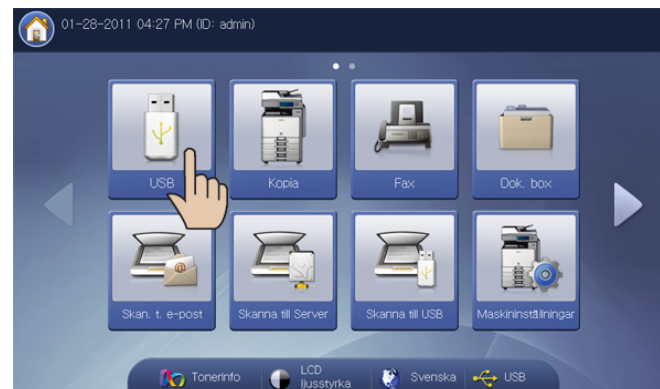 01-28-2011 04:27 PM (ID: admin)
USB
Kopia
Fax
Dok. box
Skan. t. e-post
Skanna till Server
Skanna till USB
Maskininställningar
Tonerinfo
LCD
ljusstyrka
Svenska
USB